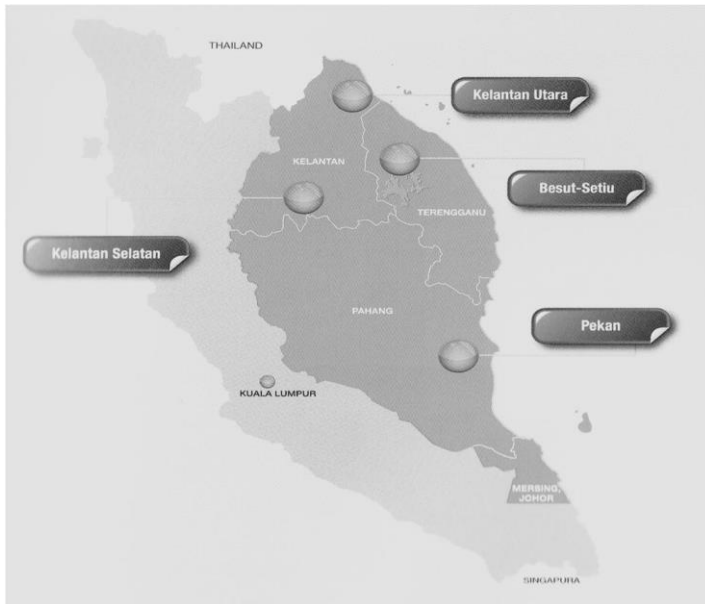 THAILAND
Kelantan Utara
KELANTAN
Besut-Setiu
TERENGGANU
Kelantan Selatan
PAHANG
Pekan
KUALA LUMPUR
MERSING,
JOHOR
SINGAPURA